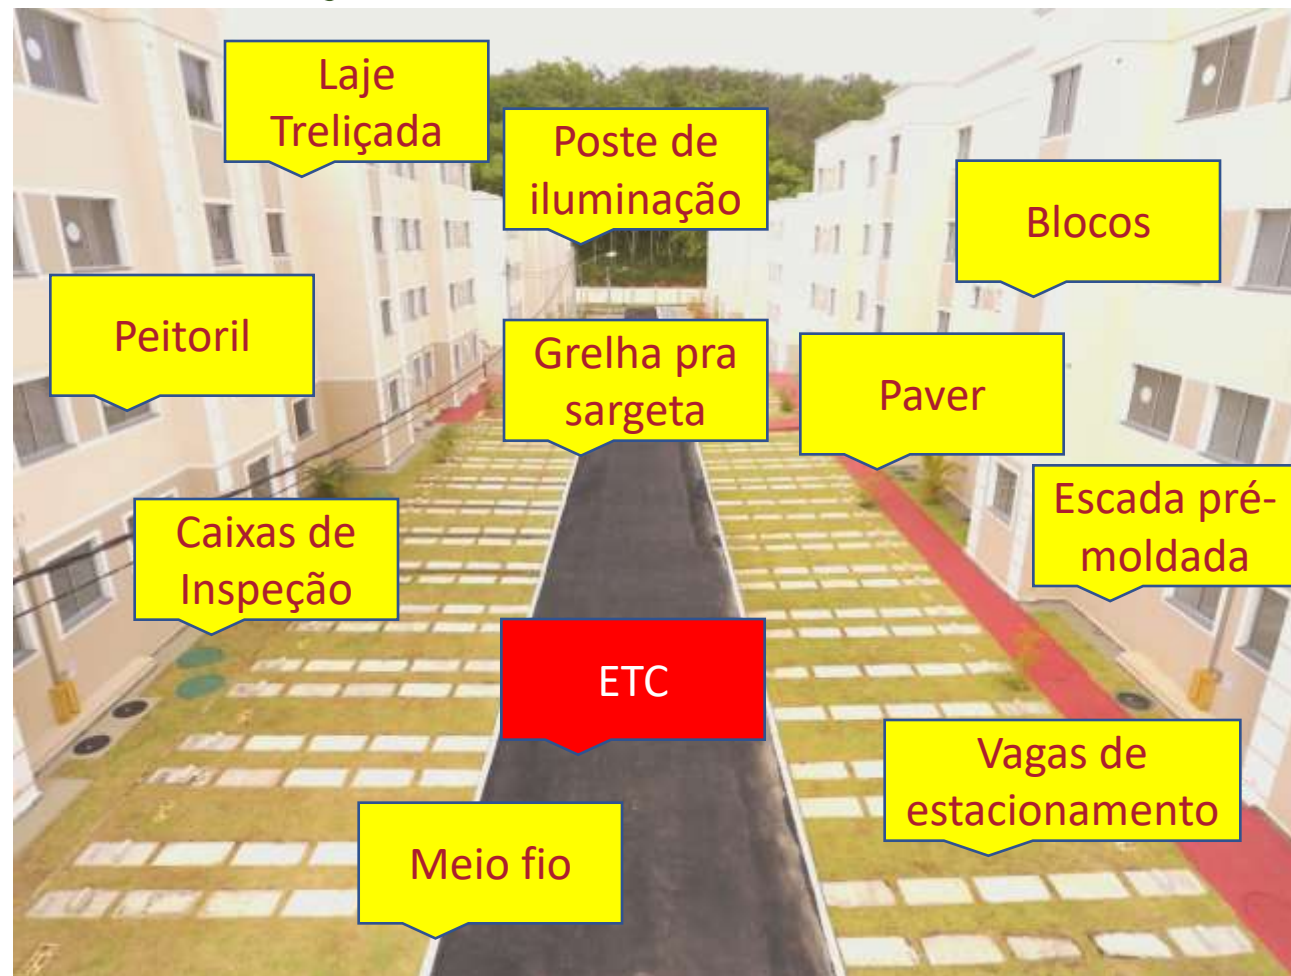 Laje
Treliçada
Poste de
iluminação
Blocos
Peitoril
Grelha pra
sargeta
Paver
Escada pré-
moldada
Caixas de
Inspeção
ETC
Vagas de
estacionamento
Meio fio